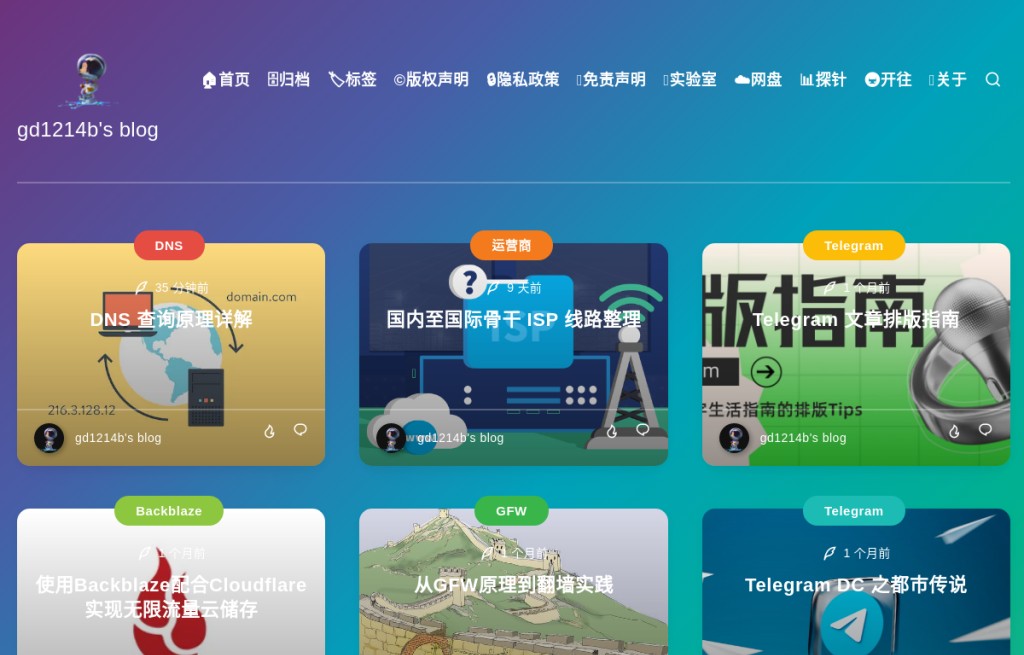 🏠首页 🗄归档 🏷标签 ©版权声明 🔒隐私政策 免责声明 实验室 ☁网盘 📊探针 🚇开往 关于
gd1214b's blog
DNS
35 分钟前
domain.com
DNS 查询原理详解
216.3.128.12
gd1214b's blog
运营商
?
9 天前
ISP
国内至国际骨干 ISP 线路整理
gd1214b's blog
Telegram
1 个月前
版指南
Telegram 文章排版指南
m
字生活指南的排版Tips
gd1214b's blog
Backblaze
1 个月前
使用Backblaze配合Cloudflare
实现无限流量云储存
GFW
1 个月前
从GFW原理到翻墙实践
Telegram
1 个月前
Telegram DC 之都市传说